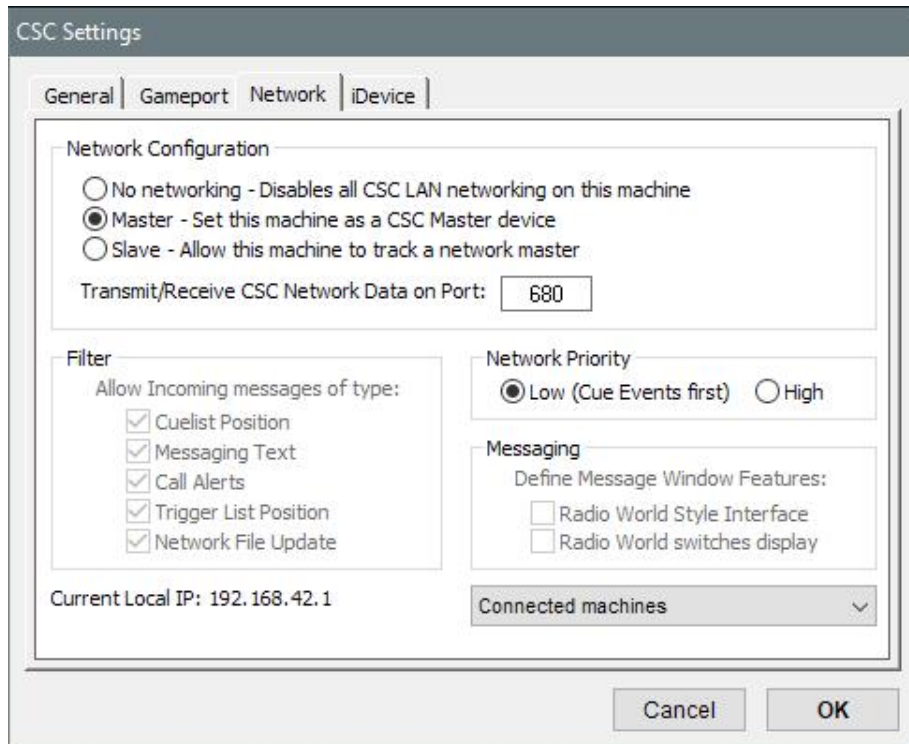 CSC Settings
General Gameport Network iDevice
Network Configuration
No networking - Disables all CSC LAN networking on this machine
Master - Set this machine as a CSC Master device
Slave - Allow this machine to track a network master
Transmit/Receive CSC Network Data on Port: 680
Filter
Allow Incoming messages of type:
Cuelist Position
Messaging Text
Call Alerts
Trigger List Position
Network File Update
Network Priority
Low (Cue Events first) High
Messaging
Define Message Window Features:
Radio World Style Interface
Radio World switches display
Current Local IP: 192.168.42.1
Connected machines
Cancel OK